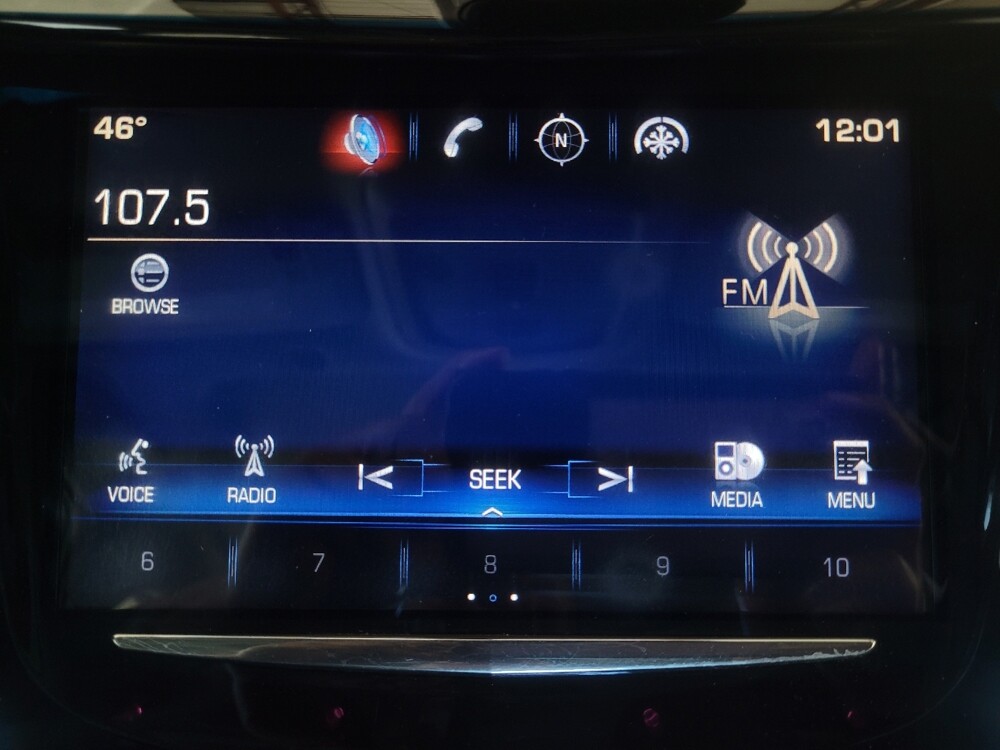 46° 12:01
N
107.5
FM
BROWSE
SEEK
VOICE RADIO MEDIA MENU
6 7 8 9 10